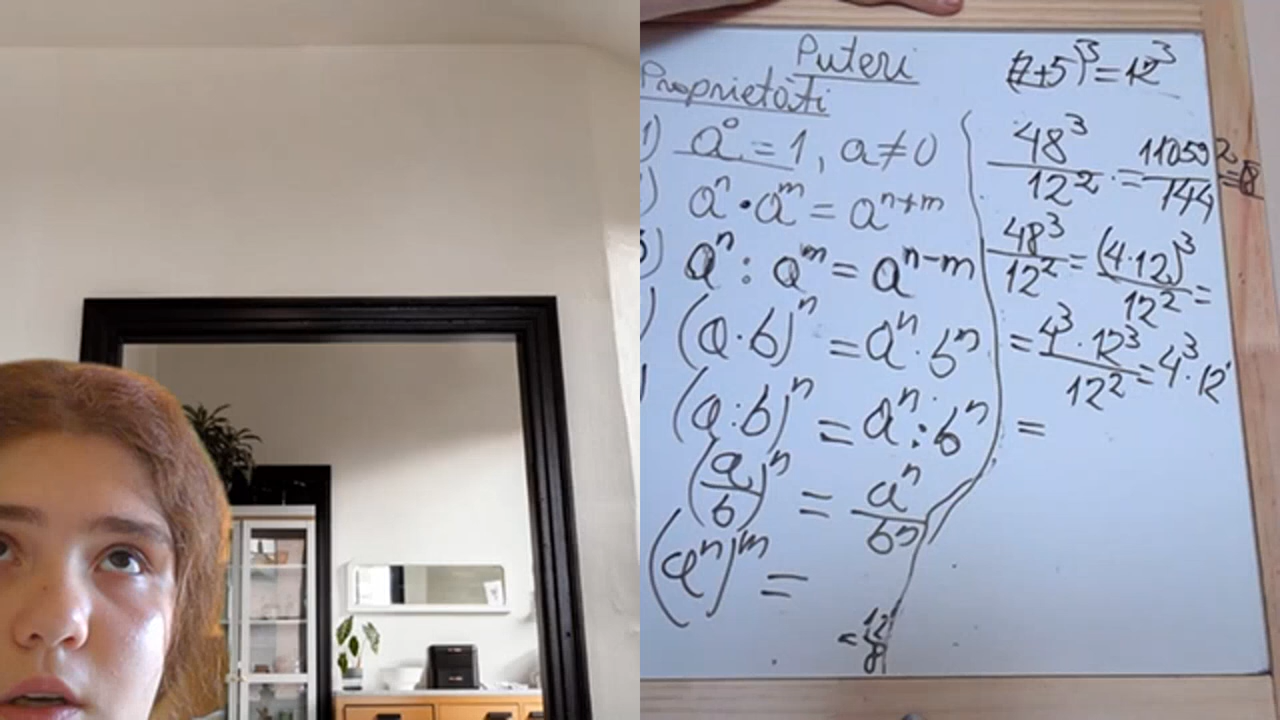 Puteri
Proprietăți
1) a⁰ = 1, a ≠ 0
) aⁿ · aᵐ = aⁿ⁺ᵐ
3) aⁿ : aᵐ = aⁿ⁻ᵐ
) (a·b)ⁿ = aⁿ · bⁿ
) (a:b)ⁿ = aⁿ : bⁿ
(a/b)ⁿ = aⁿ/bⁿ
(aⁿ)ᵐ =
(7+5)³ = 12³
48³/12² = 110592/144 =
48³/12² = (4·12)³/12² =
= 4³ · 12³/12² = 4³ · 12¹
=